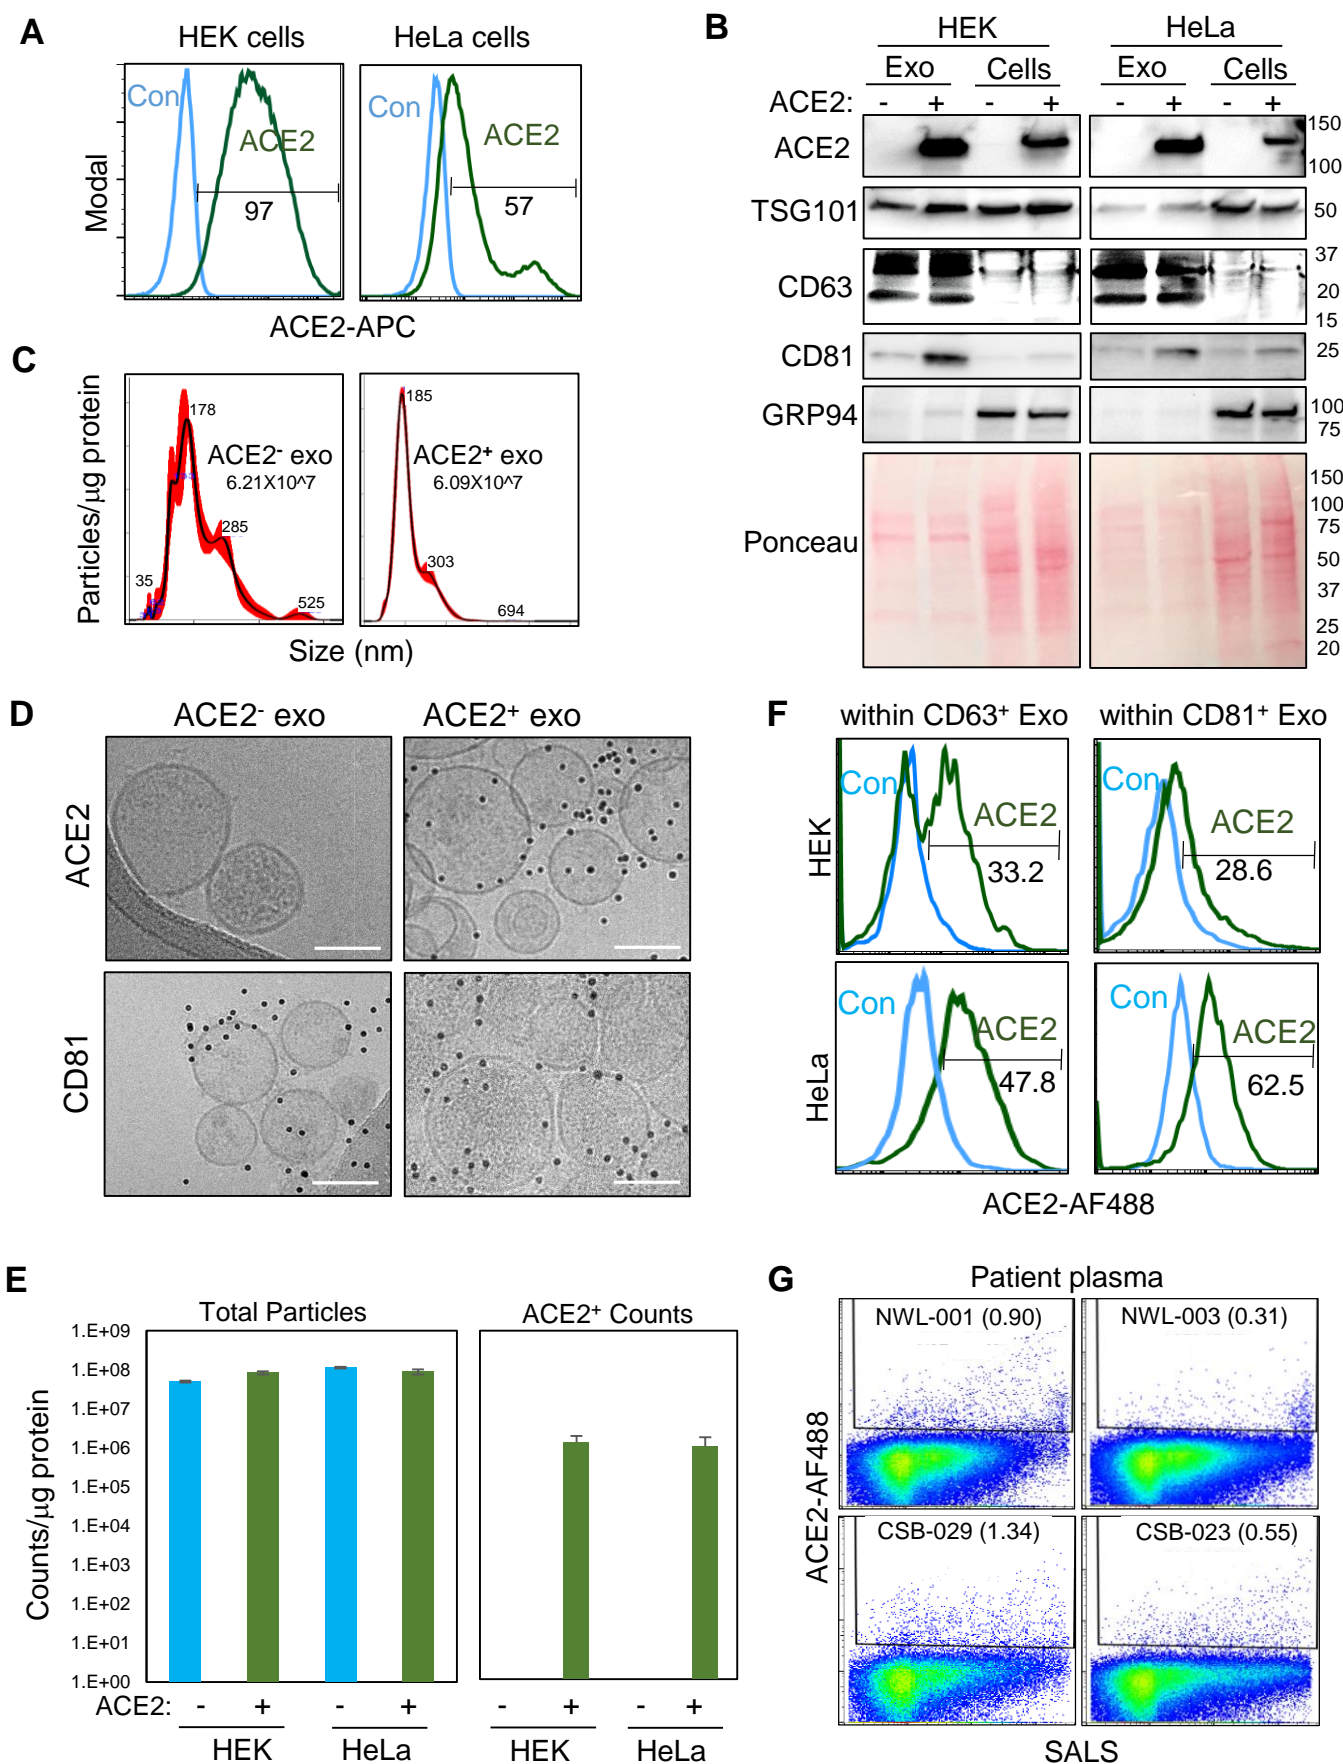 A
HEK cells
HeLa cells
Con
ACE2
97
Con
ACE2
57
Modal
ACE2-APC
B
HEK
HeLa
Exo Cells Exo Cells
ACE2: - + - + - + - +
ACE2
150
100
TSG101
50
CD63
37
20
15
CD81
25
GRP94
100
75
Ponceau
150
100
75
50
37
25
20
C
Particles/μg protein
178
ACE2- exo
6.21X10^7
285
35
525
185
ACE2+ exo
6.09X10^7
303
694
Size (nm)
D
ACE2- exo
ACE2+ exo
ACE2
CD81
E
Total Particles
ACE2+ Counts
Counts/μg protein
1.E+09
1.E+08
1.E+07
1.E+06
1.E+05
1.E+04
1.E+03
1.E+02
1.E+01
1.E+00
ACE2: - + - + - + - +
HEK HeLa HEK HeLa
F
within CD63+ Exo
within CD81+ Exo
HEK
Con
ACE2
33.2
Con
ACE2
28.6
HeLa
Con
ACE2
47.8
Con
ACE2
62.5
ACE2-AF488
G
Patient plasma
NWL-001 (0.90)
NWL-003 (0.31)
CSB-029 (1.34)
CSB-023 (0.55)
ACE2-AF488
SALS